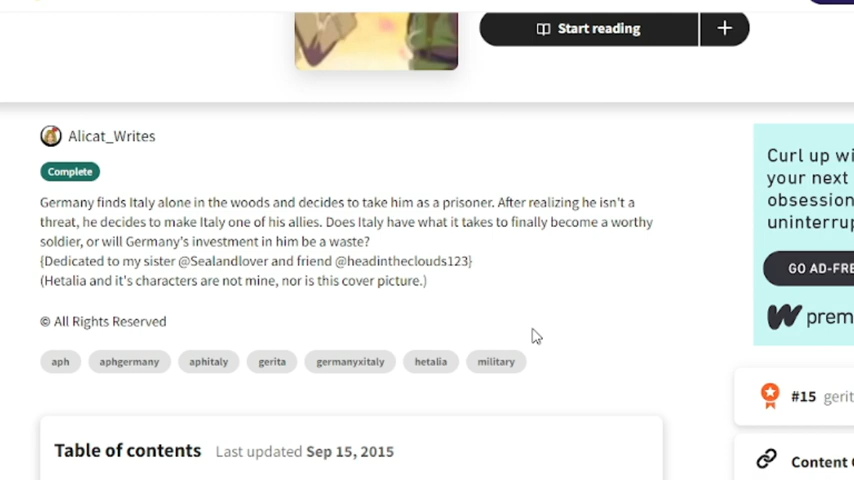 Start reading
+
Alicat_Writes
Complete
Germany finds Italy alone in the woods and decides to take him as a prisoner. After realizing he isn't a
threat, he decides to make Italy one of his allies. Does Italy have what it takes to finally become a worthy
soldier, or will Germany's investment in him be a waste?
{Dedicated to my sister @Sealandlover and friend @headintheclouds123}
(Hetalia and it's characters are not mine, nor is this cover picture.)
© All Rights Reserved
aph aphgermany aphitaly gerita germanyxitaly hetalia military
Table of contents Last updated Sep 15, 2015
Curl up wi
your next
obsession
uninterrup
GO AD-FRE
prem
#15 gerit
Content